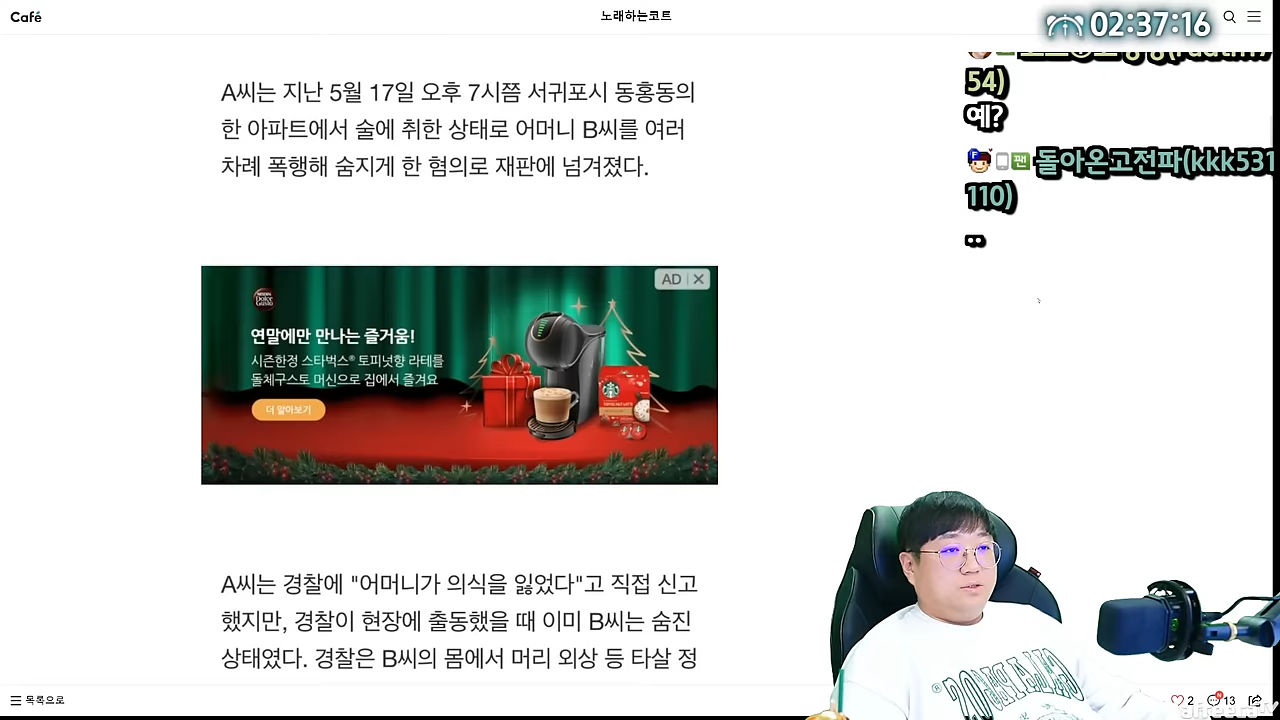 Café
노래하는코트
02:37:16
54)
예?
팬 돌아온고전파(kkk531
110)
A씨는 지난 5월 17일 오후 7시쯤 서귀포시 동홍동의
한 아파트에서 술에 취한 상태로 어머니 B씨를 여러
차례 폭행해 숨지게 한 혐의로 재판에 넘겨졌다.
AD
NESCAFÉ
Dolce
Gusto
연말에만 만나는 즐거움!
시즌한정 스타벅스® 토피넛향 라테를
돌체구스토 머신으로 집에서 즐겨요
더 알아보기
A씨는 경찰에 "어머니가 의식을 잃었다"고 직접 신고
했지만, 경찰이 현장에 출동했을 때 이미 B씨는 숨진
상태였다. 경찰은 B씨의 몸에서 머리 외상 등 타살 정
목록으로
2
N
13
afreecaTV